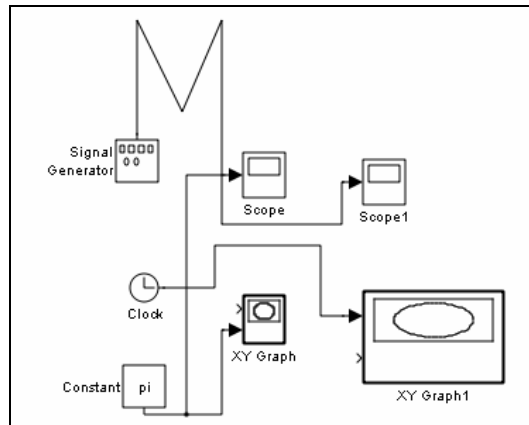 Signal
Generator
Scope
Scope1
Clock
XY Graph
Constant
pi
XY Graph1